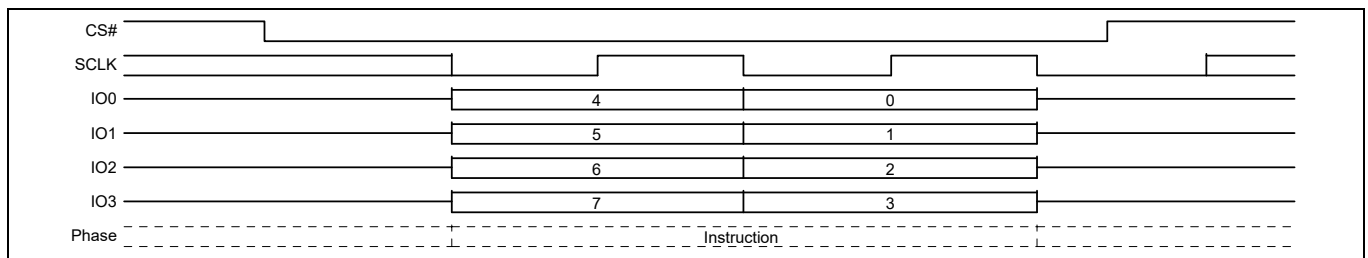 CS#
SCLK
IO0 4 0
IO1 5 1
IO2 6 2
IO3 7 3
Phase Instruction